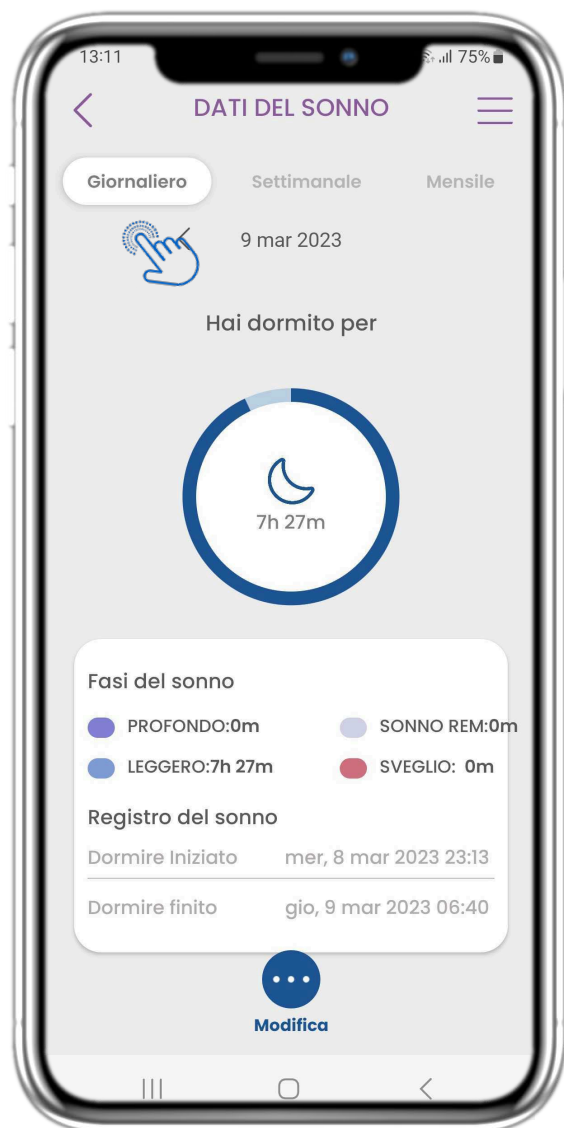 13:11 75%
DATI DEL SONNO
Giornaliero Settimanale Mensile
9 mar 2023
Hai dormito per
7h 27m
Fasi del sonno
PROFONDO:0m SONNO REM:0m
LEGGERO:7h 27m SVEGLIO: 0m
Registro del sonno
Dormire Iniziato mer, 8 mar 2023 23:13
Dormire finito gio, 9 mar 2023 06:40
Modifica